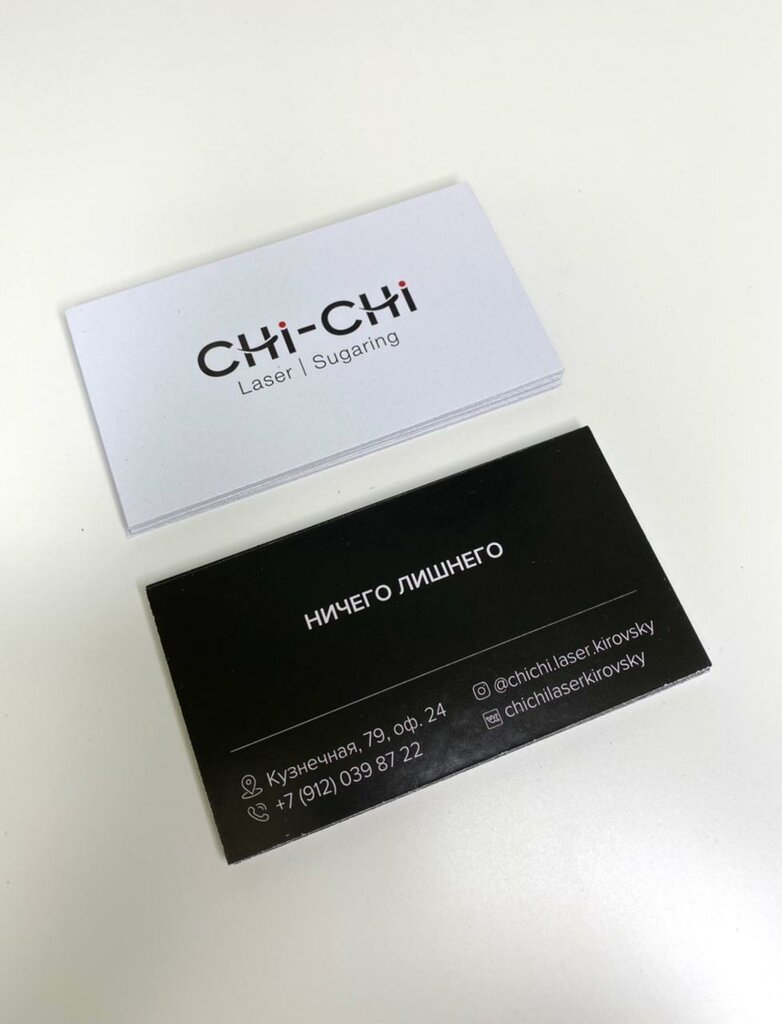 CHi-CHi
Laser | Sugaring
НИЧЕГО ЛИШНЕГО
Кузнечная, 79, оф. 24
+7 (912) 039 87 22
@chichi.laser.kirovsky
chichilaserkirovsky